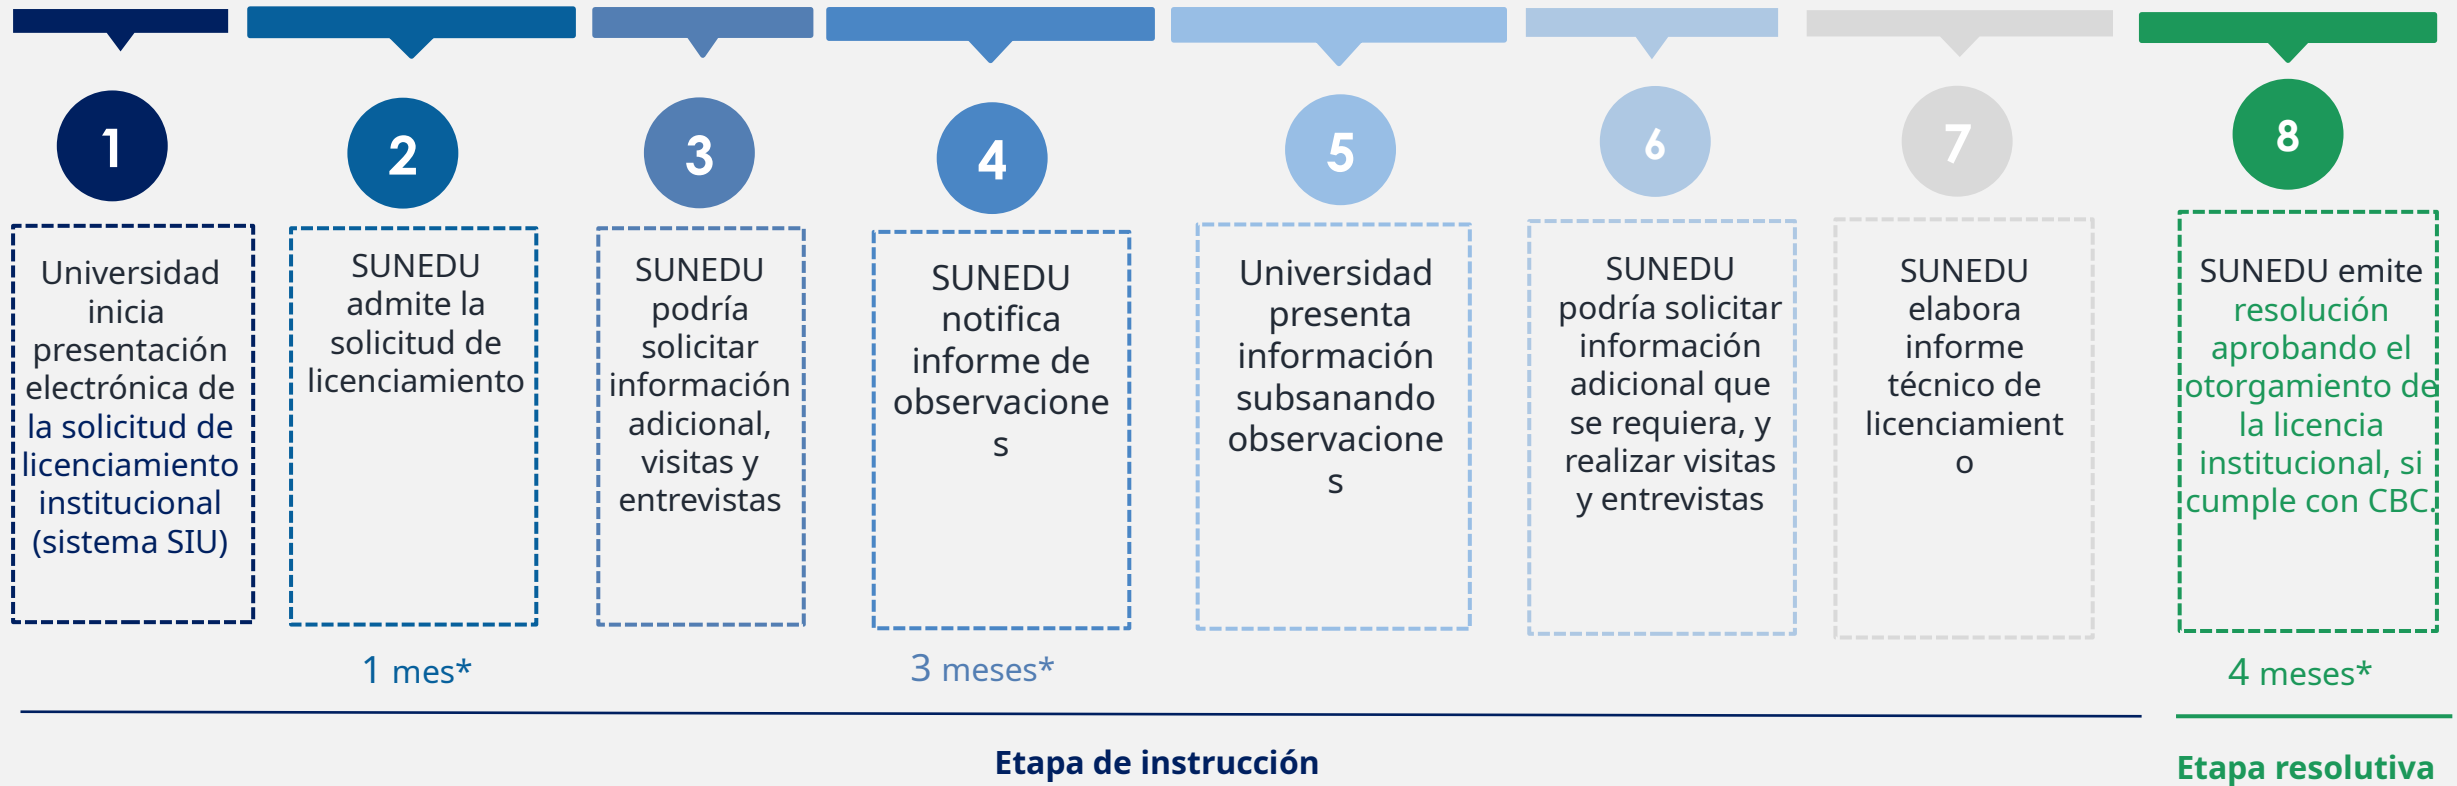 1
Universidad
inicia
presentación
electrónica de
la solicitud de
licenciamiento
institucional
(sistema SIU)
2
SUNEDU
admite la
solicitud de
licenciamiento
1 mes*
3
SUNEDU
podría
solicitar
información
adicional,
visitas y
entrevistas
4
SUNEDU
notifica
informe de
observacione
s
3 meses*
5
Universidad
presenta
información
subsanando
observacione
s
6
SUNEDU
podría solicitar
información
adicional que
se requiera, y
realizar visitas
y entrevistas
7
SUNEDU
elabora
informe
técnico de
licenciamient
o
8
SUNEDU emite
resolución
aprobando el
otorgamiento de
la licencia
institucional, si
cumple con CBC.
4 meses*
Etapa de instrucción
Etapa resolutiva